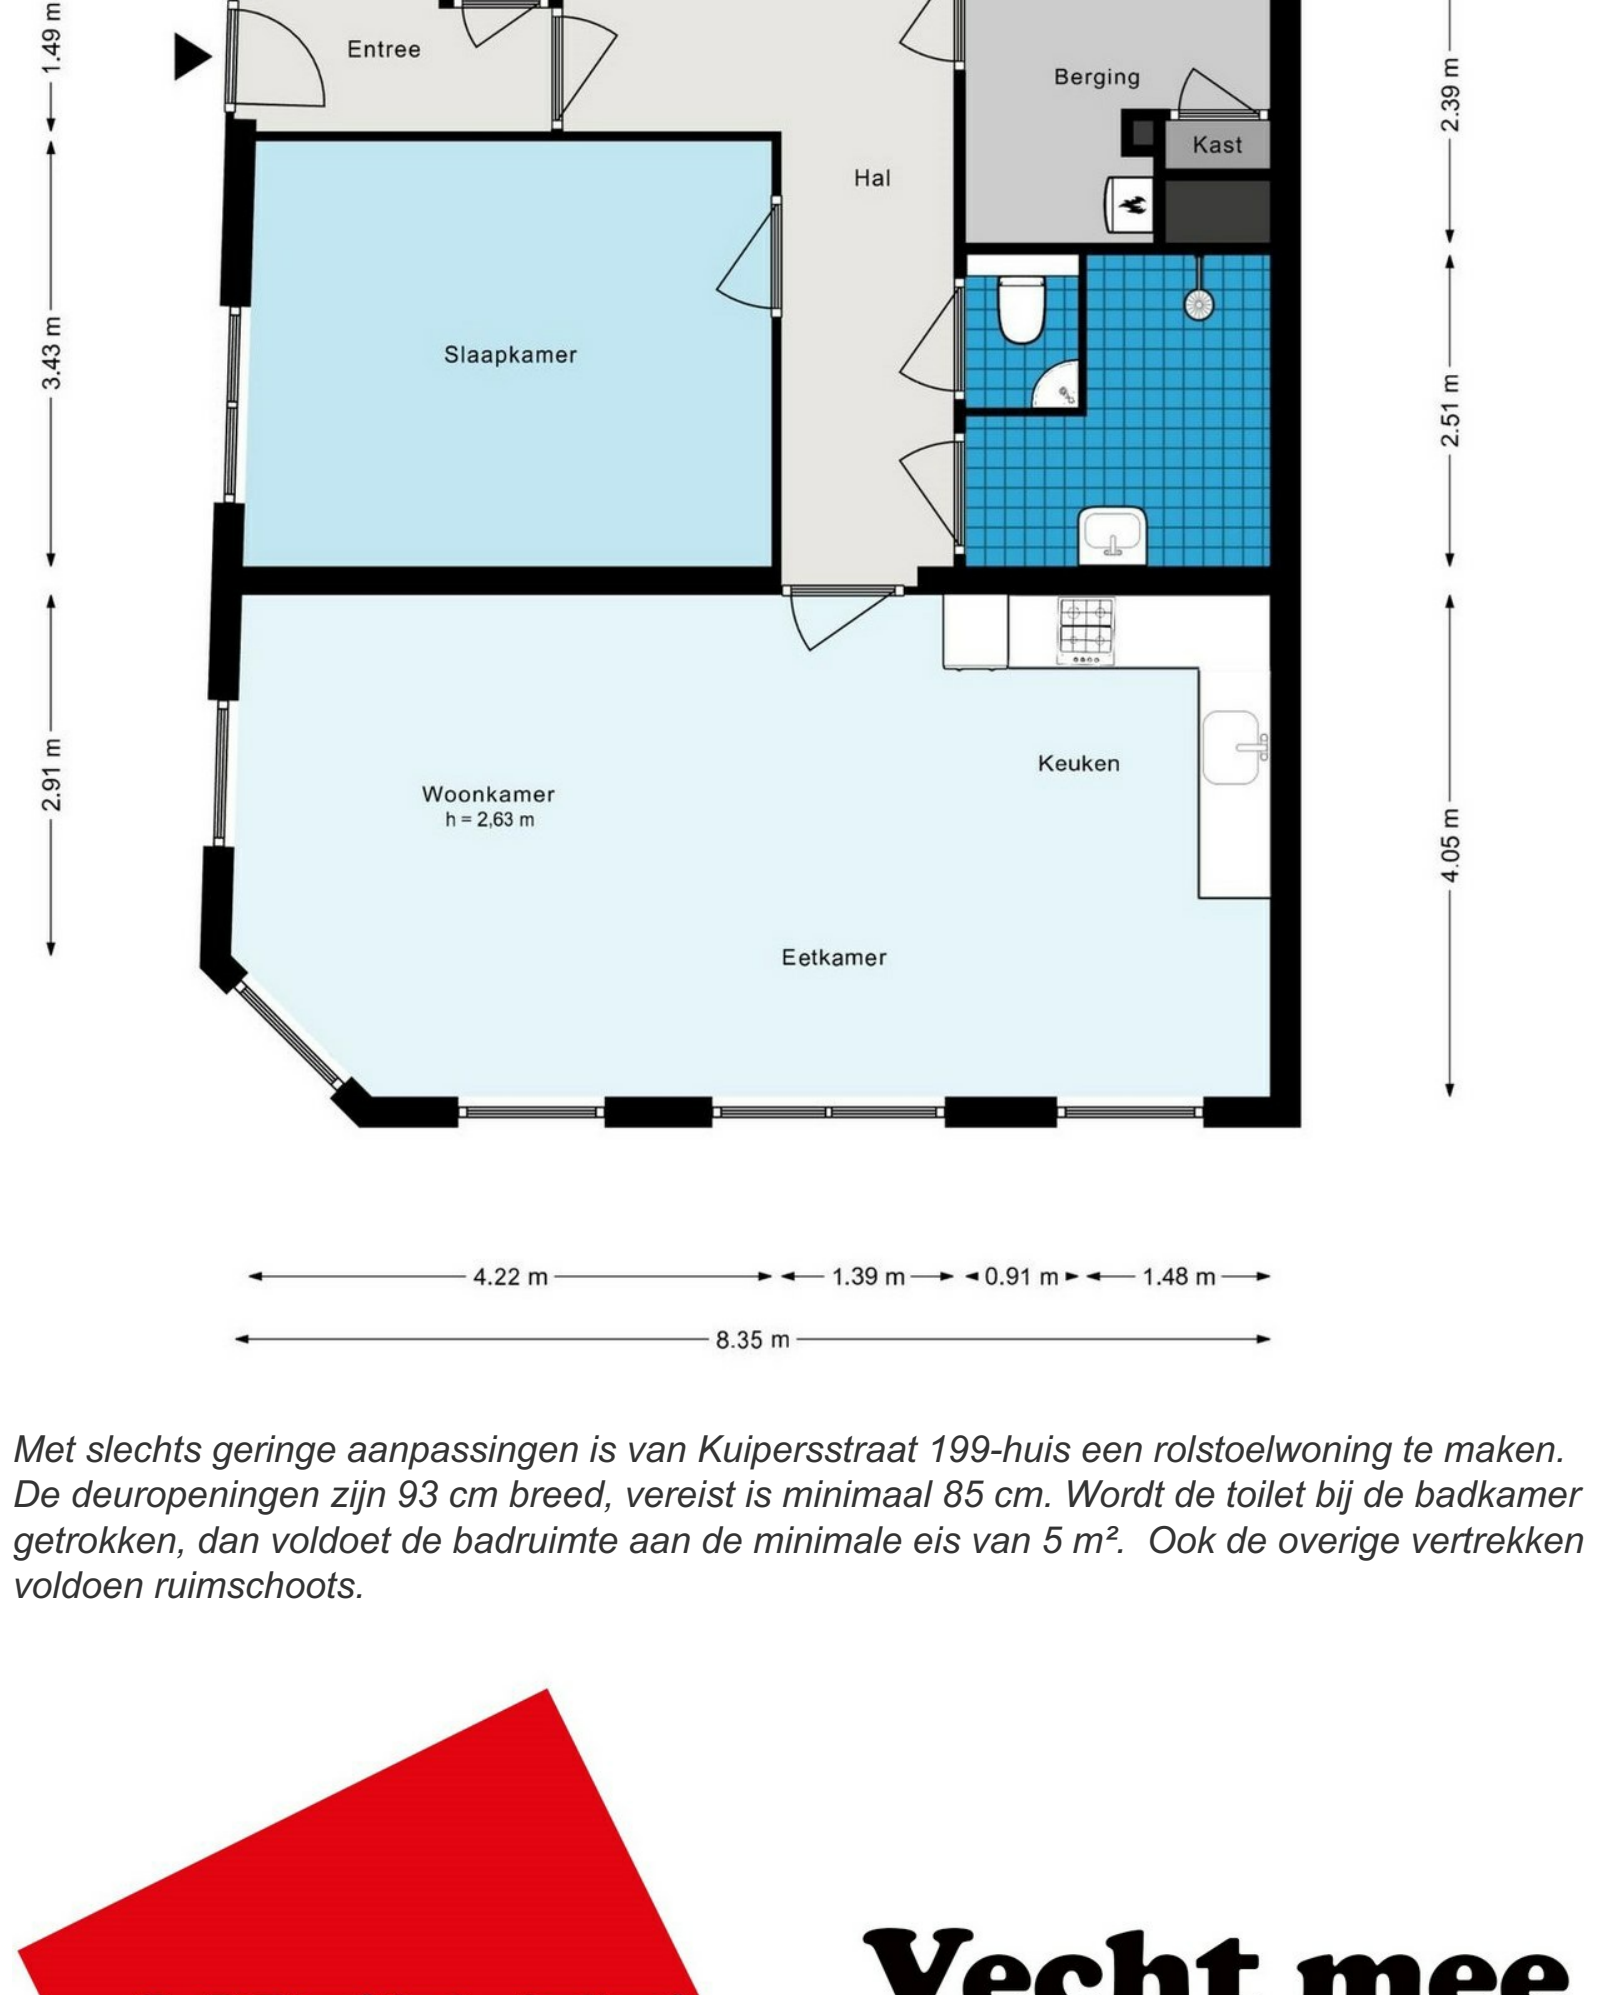 1.49 m
Entree
Berging
2.39 m
Kast
Hal
3.43 m
Slaapkamer
2.51 m
Keuken
2.91 m
Woonkamer
h = 2,63 m
4.05 m
Eetkamer
4.22 m 1.39 m 0.91 m 1.48 m
8.35 m
Met slechts geringe aanpassingen is van Kuipersstraat 199-huis een rolstoelwoning te maken.
De deuropeningen zijn 93 cm breed, vereist is minimaal 85 cm. Wordt de toilet bij de badkamer
getrokken, dan voldoet de badruimte aan de minimale eis van 5 m². Ook de overige vertrekken
voldoen ruimschoots.
Vecht mee